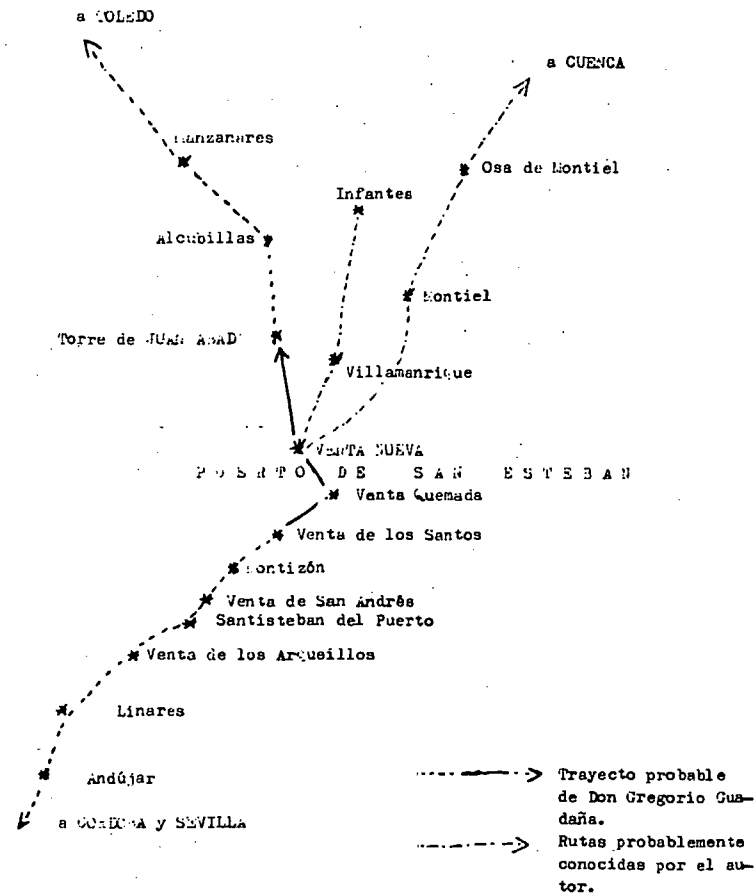 a TOLEDO
a CUENCA
Manzanares
Osa de Montiel
Infantes
Alcubillas
Montiel
Torre de JUAN ABAD
Villamanrique
VENTA NUEVA
PUERTO DE SAN ESTEBAN
Venta Quemada
Venta de los Santos
Montizón
Venta de San Andrés
Santisteban del Puerto
Venta de los Arquillos
Linares
Andújar
a CORDOBA y SEVILLA
Trayecto probable
de Don Gregorio Gua-
daña.
Rutas probablemente
conocidas por el au-
tor.